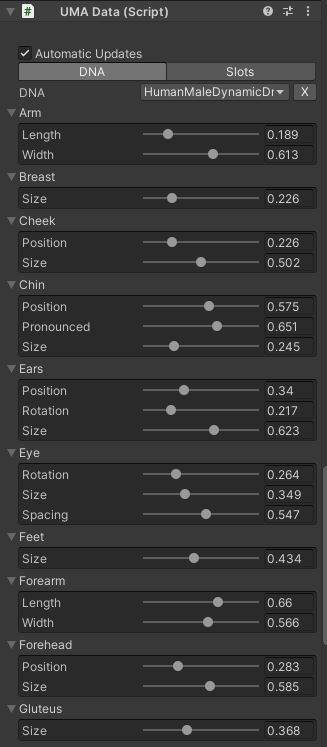 # UMA Data (Script)
Automatic Updates
DNA Slots
DNA HumanMaleDynamicDr X
Arm
Length 0.189
Width 0.613
Breast
Size 0.226
Cheek
Position 0.226
Size 0.502
Chin
Position 0.575
Pronounced 0.651
Size 0.245
Ears
Position 0.34
Rotation 0.217
Size 0.623
Eye
Rotation 0.264
Size 0.349
Spacing 0.547
Feet
Size 0.434
Forearm
Length 0.66
Width 0.566
Forehead
Position 0.283
Size 0.585
Gluteus
Size 0.368